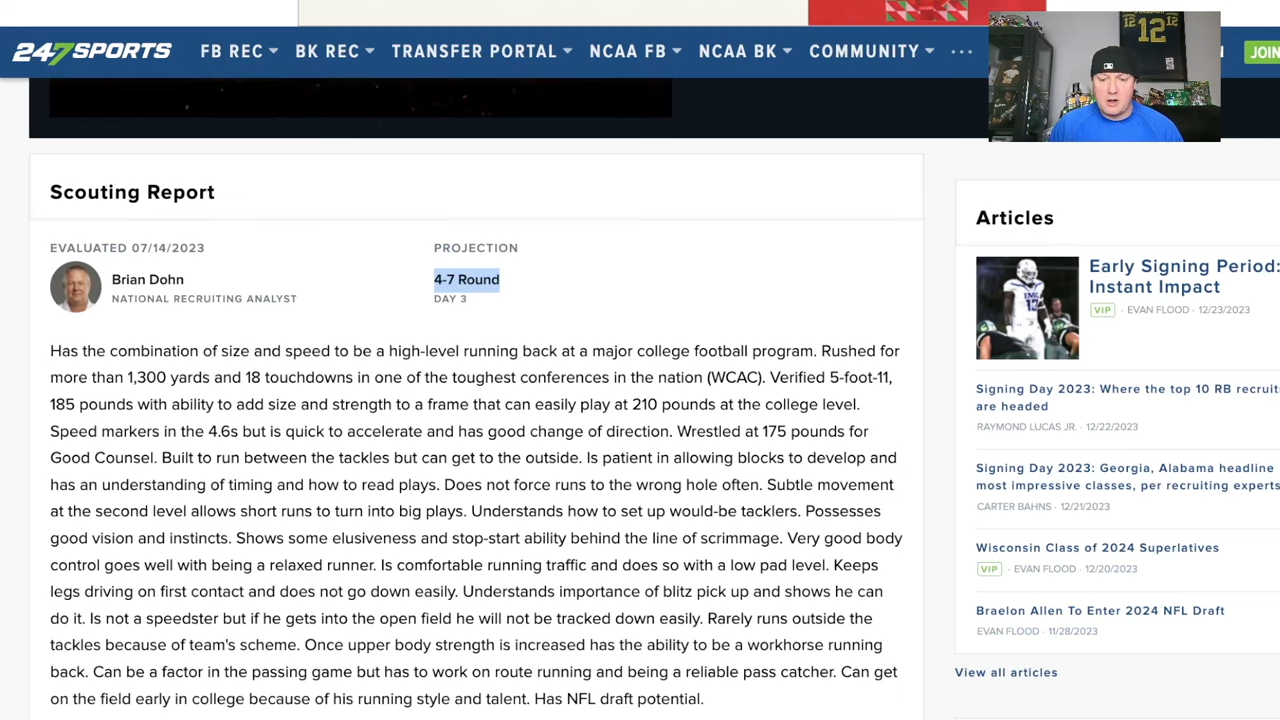 247SPORTS FB REC BK REC TRANSFER PORTAL NCAA FB NCAA BK COMMUNITY ... JOIN
12
12 12
Scouting Report
EVALUATED 07/14/2023
Brian Dohn
NATIONAL RECRUITING ANALYST
PROJECTION
4-7 Round
DAY 3
Has the combination of size and speed to be a high-level running back at a major college football program. Rushed for
more than 1,300 yards and 18 touchdowns in one of the toughest conferences in the nation (WCAC). Verified 5-foot-11,
185 pounds with ability to add size and strength to a frame that can easily play at 210 pounds at the college level.
Speed markers in the 4.6s but is quick to accelerate and has good change of direction. Wrestled at 175 pounds for
Good Counsel. Built to run between the tackles but can get to the outside. Is patient in allowing blocks to develop and
has an understanding of timing and how to read plays. Does not force runs to the wrong hole often. Subtle movement
at the second level allows short runs to turn into big plays. Understands how to set up would-be tacklers. Possesses
good vision and instincts. Shows some elusiveness and stop-start ability behind the line of scrimmage. Very good body
control goes well with being a relaxed runner. Is comfortable running traffic and does so with a low pad level. Keeps
legs driving on first contact and does not go down easily. Understands importance of blitz pick up and shows he can
do it. Is not a speedster but if he gets into the open field he will not be tracked down easily. Rarely runs outside the
tackles because of team's scheme. Once upper body strength is increased has the ability to be a workhorse running
back. Can be a factor in the passing game but has to work on route running and being a reliable pass catcher. Can get
on the field early in college because of his running style and talent. Has NFL draft potential.
Articles
Early Signing Period:
Instant Impact
VIP · EVAN FLOOD · 12/23/2023
Signing Day 2023: Where the top 10 RB recruits
are headed
RAYMOND LUCAS JR. · 12/22/2023
Signing Day 2023: Georgia, Alabama headline
most impressive classes, per recruiting experts
CARTER BAHNS · 12/21/2023
Wisconsin Class of 2024 Superlatives
VIP · EVAN FLOOD · 12/20/2023
Braelon Allen To Enter 2024 NFL Draft
EVAN FLOOD · 11/28/2023
View all articles